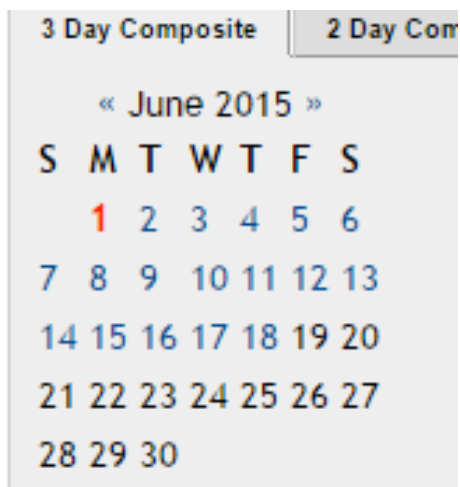 3 Day Composite 2 Day Com
« June 2015 »
S M T W T F S
1 2 3 4 5 6
7 8 9 10 11 12 13
14 15 16 17 18 19 20
21 22 23 24 25 26 27
28 29 30